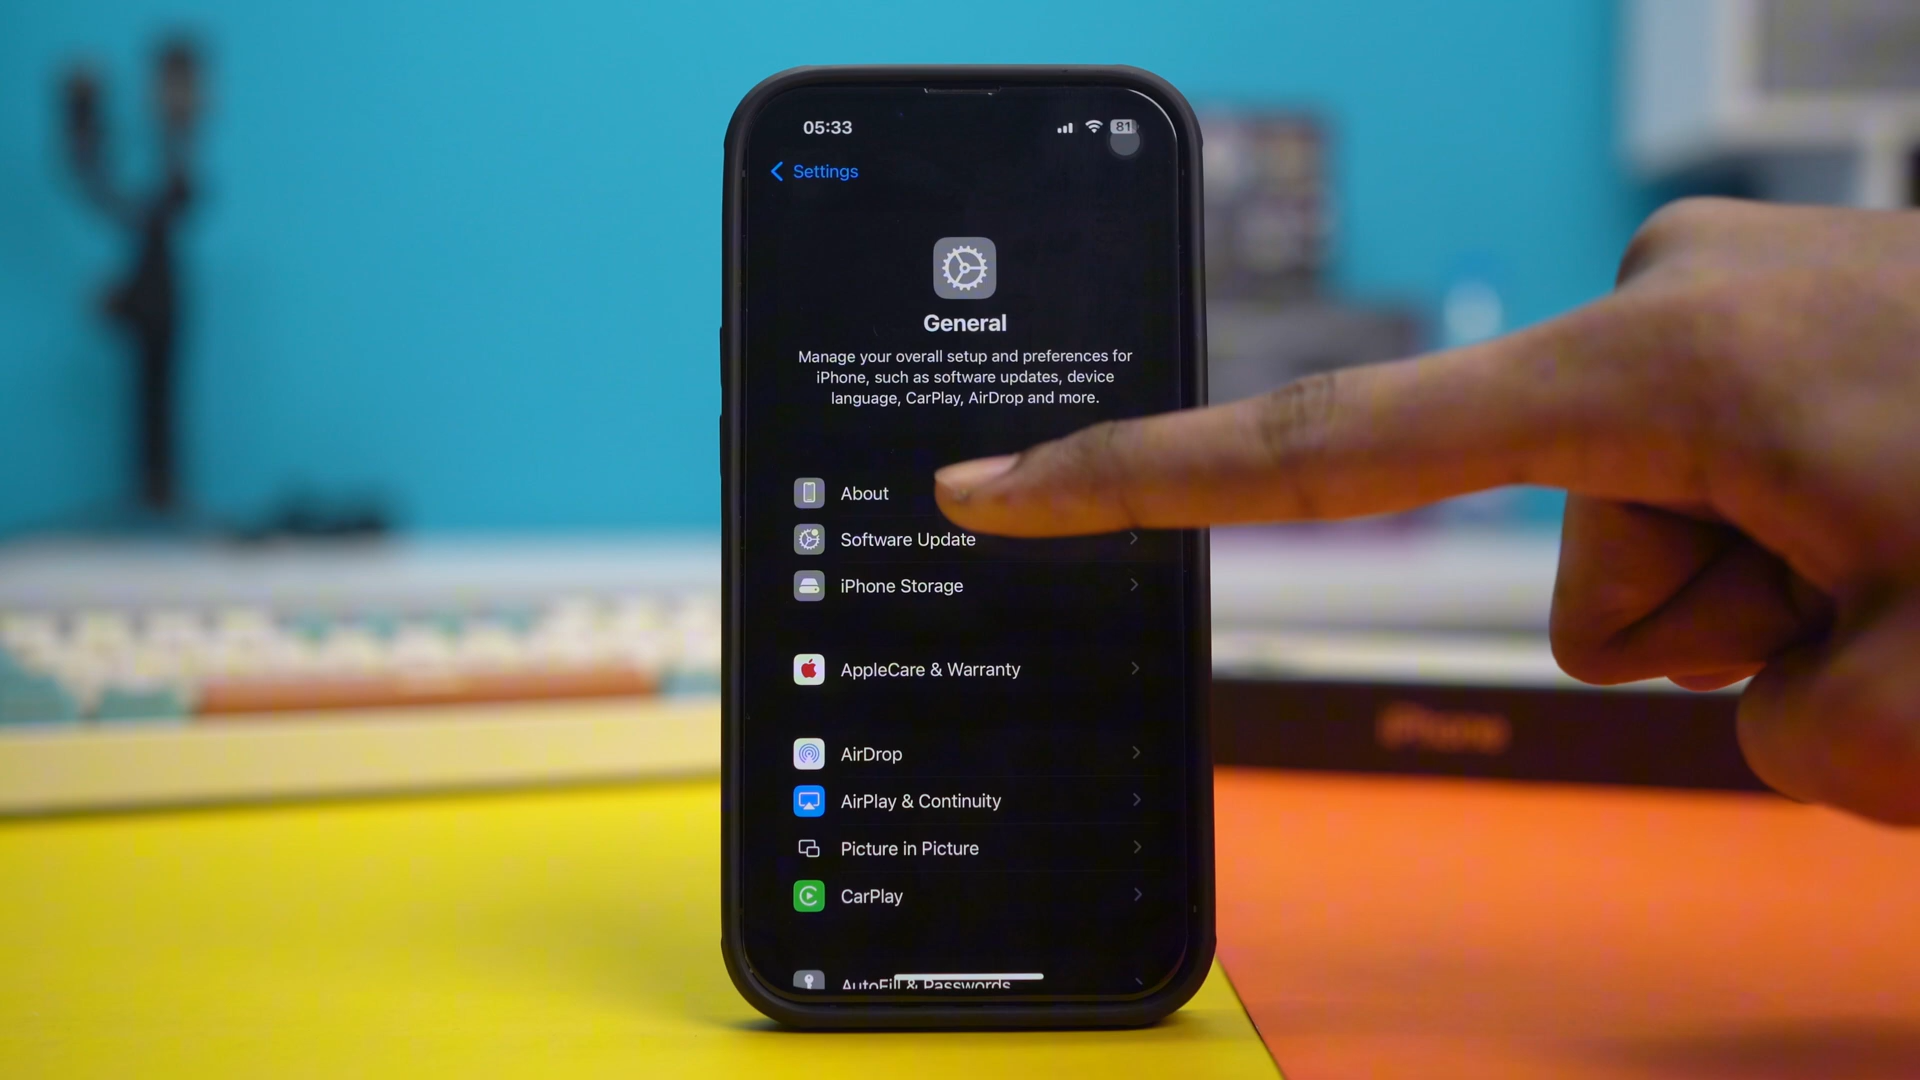 05:33
81
Settings
General
Manage your overall setup and preferences for
iPhone, such as software updates, device
language, CarPlay, AirDrop and more.
About
Software Update
iPhone Storage
AppleCare & Warranty
AirDrop
AirPlay & Continuity
Picture in Picture
CarPlay
AutoFill & Passwords
iPhone